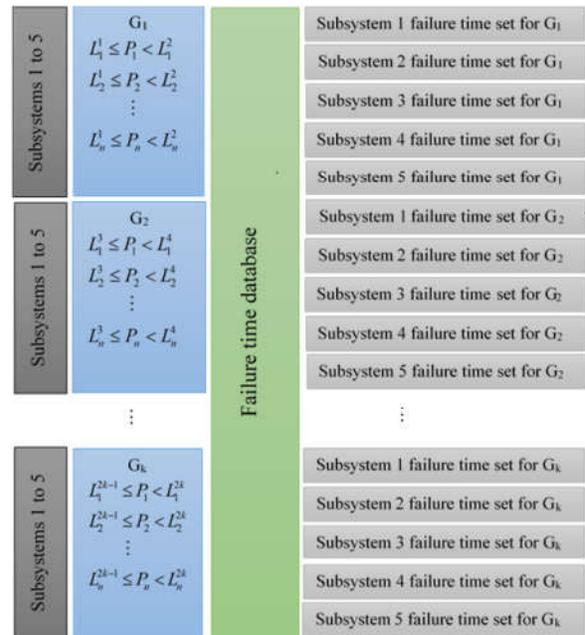 Subsystems 1 to 5
G₁
L₁¹ ≤ P₁ < L₁²
L₂¹ ≤ P₂ < L₂²
⋮
Lₙ¹ ≤ Pₙ < Lₙ²
Subsystems 1 to 5
G₂
L₁³ ≤ P₁ < L₁⁴
L₂³ ≤ P₂ < L₂⁴
⋮
Lₙ³ ≤ Pₙ < Lₙ⁴
⋮
Subsystems 1 to 5
Gₖ
L₁²ᵏ⁻¹ ≤ P₁ < L₁²ᵏ
L₂²ᵏ⁻¹ ≤ P₂ < L₂²ᵏ
⋮
Lₙ²ᵏ⁻¹ ≤ Pₙ < Lₙ²ᵏ
Failure time database
Subsystem 1 failure time set for G₁
Subsystem 2 failure time set for G₁
Subsystem 3 failure time set for G₁
Subsystem 4 failure time set for G₁
Subsystem 5 failure time set for G₁
Subsystem 1 failure time set for G₂
Subsystem 2 failure time set for G₂
Subsystem 3 failure time set for G₂
Subsystem 4 failure time set for G₂
Subsystem 5 failure time set for G₂
⋮
Subsystem 1 failure time set for Gₖ
Subsystem 2 failure time set for Gₖ
Subsystem 3 failure time set for Gₖ
Subsystem 4 failure time set for Gₖ
Subsystem 5 failure time set for Gₖ